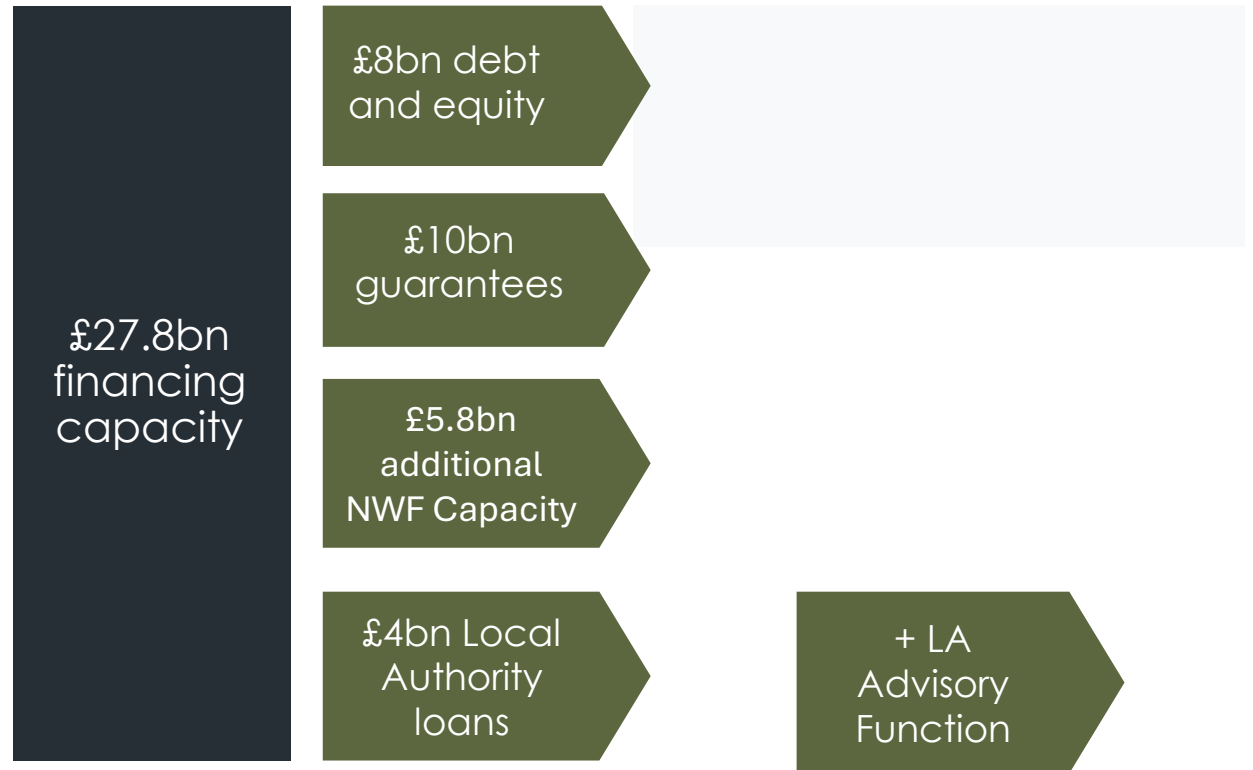 £27.8bn
financing
capacity
£8bn debt
and equity
£10bn
guarantees
£5.8bn
additional
NWF Capacity
£4bn Local
Authority
loans
+ LA
Advisory
Function